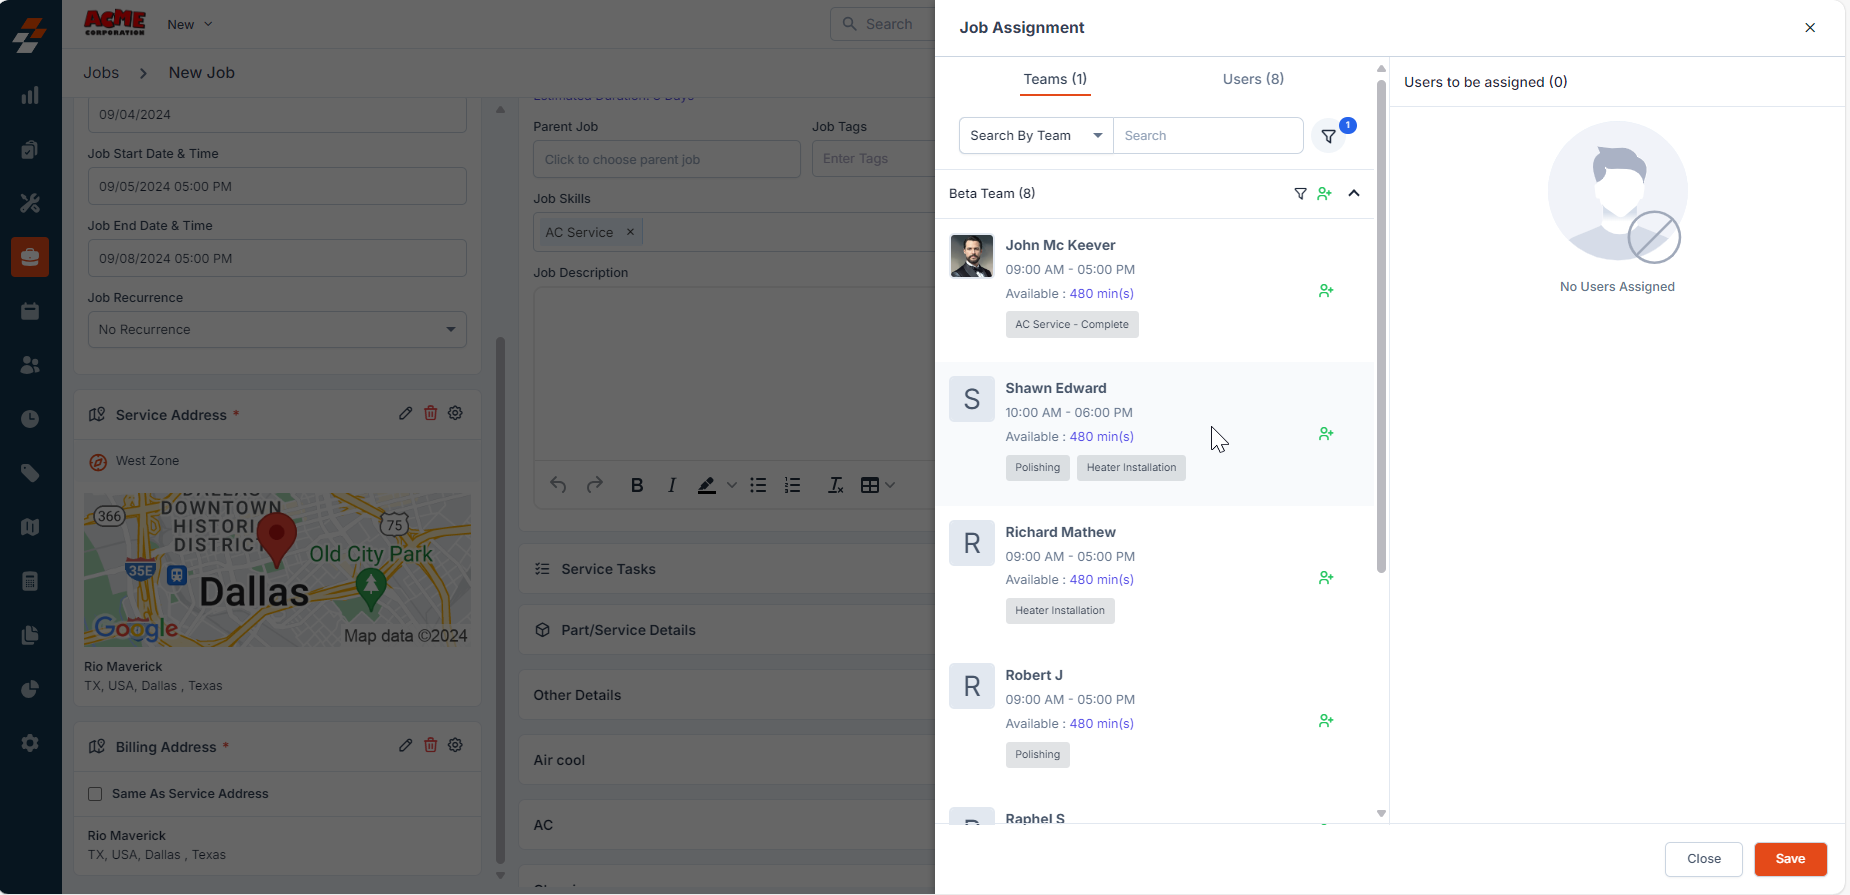 ACME
CORPORATION
New
Search
Jobs
New Job
09/04/2024
Job Start Date & Time
09/05/2024 05:00 PM
Job End Date & Time
09/08/2024 05:00 PM
Job Recurrence
No Recurrence
Service Address *
West Zone
366
DOWNTOWN
HISTORIC
DISTRICT
75
Old City Park
35E
Dallas
Google
Map data ©2024
Rio Maverick
TX, USA, Dallas , Texas
Billing Address *
Same As Service Address
Rio Maverick
TX, USA, Dallas , Texas
Parent Job
Job Tags
Click to choose parent job
Enter Tags
Job Skills
AC Service ×
Job Description
B I
Service Tasks
Part/Service Details
Other Details
Air cool
AC
Job Assignment
Teams (1)
Users (8)
Search By Team
Search
1
Beta Team (8)
John Mc Keever
09:00 AM - 05:00 PM
Available : 480 min(s)
AC Service - Complete
S
Shawn Edward
10:00 AM - 06:00 PM
Available : 480 min(s)
Polishing
Heater Installation
R
Richard Mathew
09:00 AM - 05:00 PM
Available : 480 min(s)
Heater Installation
R
Robert J
09:00 AM - 05:00 PM
Available : 480 min(s)
Polishing
Raphel S
Users to be assigned (0)
No Users Assigned
Close
Save